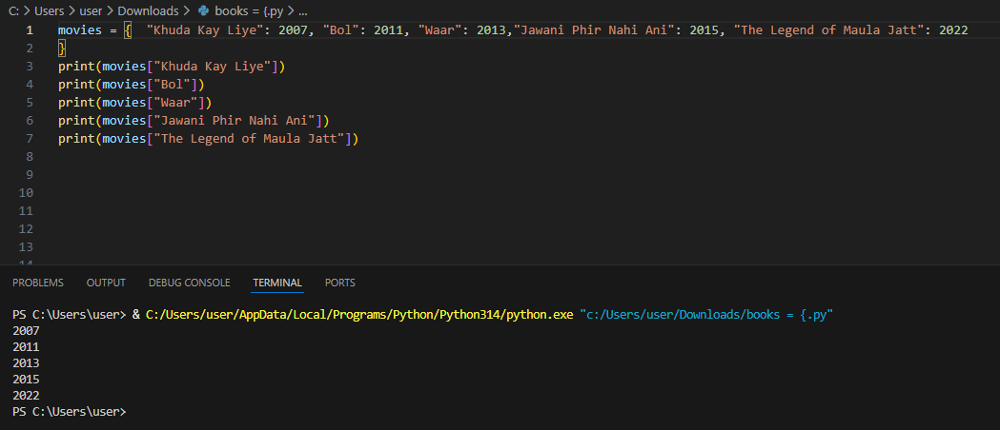 C: > Users > user > Downloads > books = {.py > ...
1 movies = {  "Khuda Kay Liye": 2007, "Bol": 2011, "Waar": 2013,"Jawani Phir Nahi Ani": 2015, "The Legend of Maula Jatt": 2022
2 }
3 print(movies["Khuda Kay Liye"])
4 print(movies["Bol"])
5 print(movies["Waar"])
6 print(movies["Jawani Phir Nahi Ani"])
7 print(movies["The Legend of Maula Jatt"])
8
9
10
11
12
13
14
PROBLEMS OUTPUT DEBUG CONSOLE TERMINAL PORTS
PS C:\Users\user> & C:/Users/user/AppData/Local/Programs/Python/Python314/python.exe "c:/Users/user/Downloads/books = {.py"
2007
2011
2013
2015
2022
PS C:\Users\user>